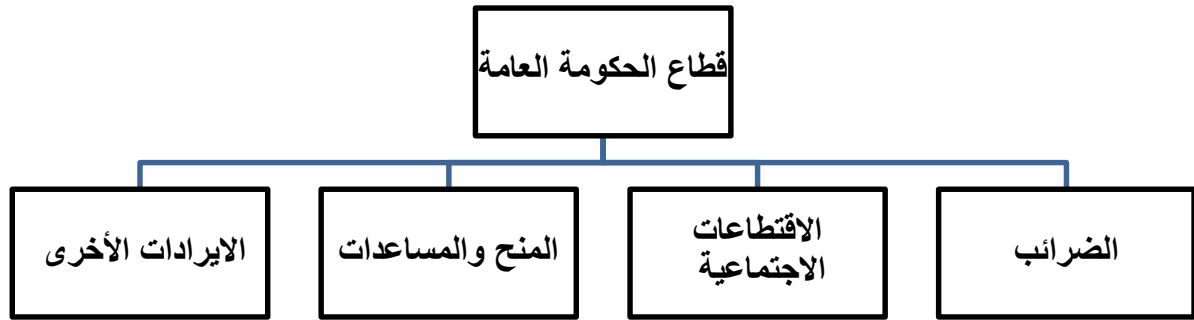 قطاع الحكومة العامة
الضرائب
الاقتطاعات
الاجتماعية
المنح والمساعدات
الايرادات الأخرى